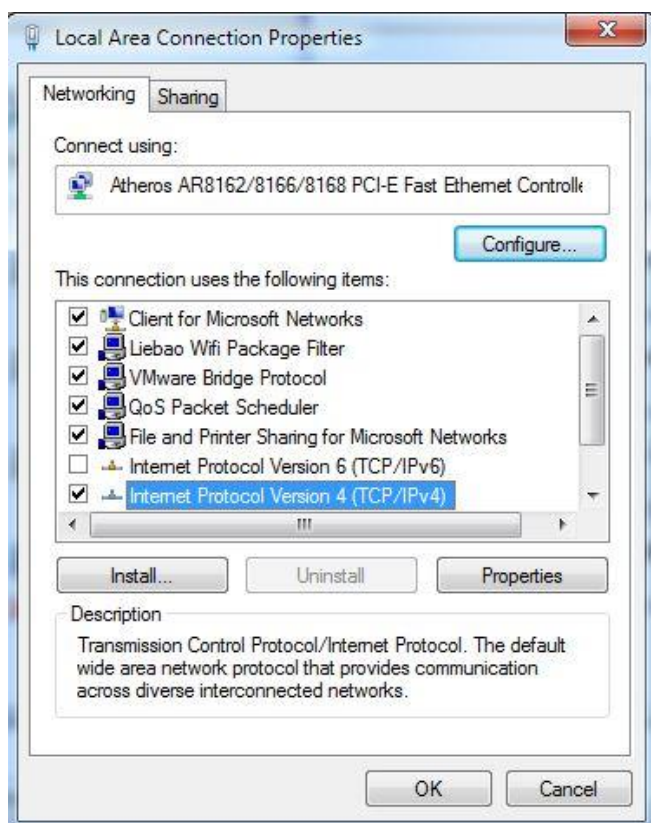 Local Area Connection Properties
Networking
Sharing
Connect using:
Atheros AR8162/8166/8168 PCI-E Fast Ethernet Controlle
Configure...
This connection uses the following items:
Client for Microsoft Networks
Liebao Wifi Package Filter
VMware Bridge Protocol
QoS Packet Scheduler
File and Printer Sharing for Microsoft Networks
Internet Protocol Version 6 (TCP/IPv6)
Internet Protocol Version 4 (TCP/IPv4)
Install...
Uninstall
Properties
Description
Transmission Control Protocol/Internet Protocol. The default
wide area network protocol that provides communication
across diverse interconnected networks.
OK
Cancel